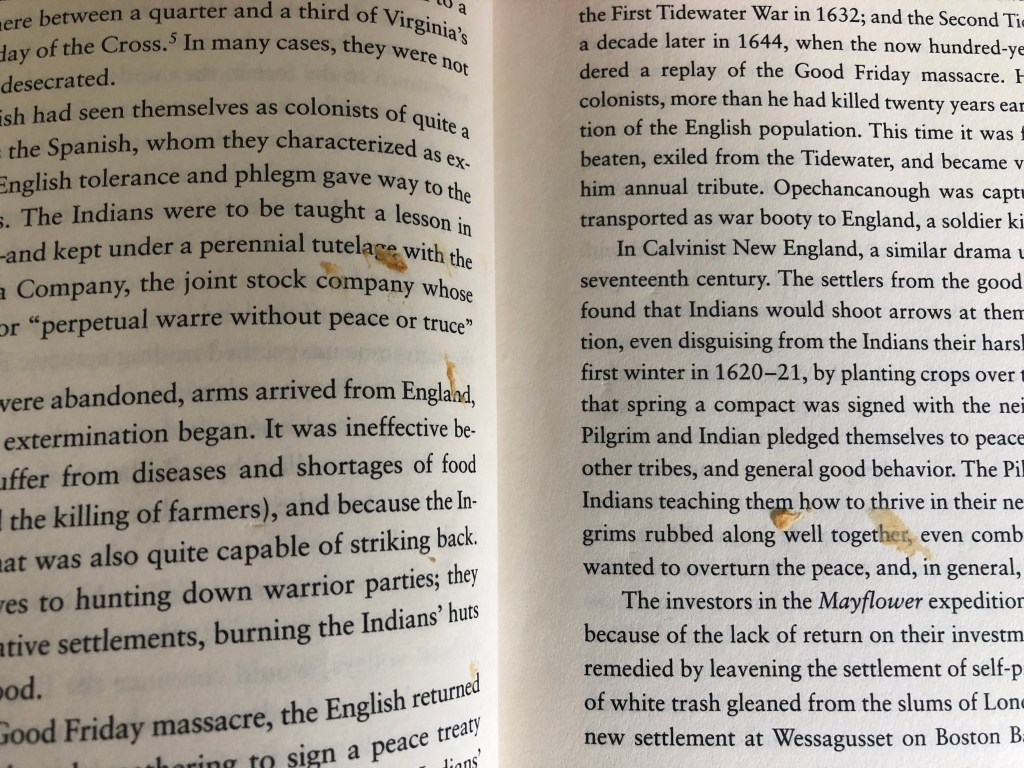 to a
here between a quarter and a third of Virginia's
day of the Cross.5 In many cases, they were not
desecrated.
ish had seen themselves as colonists of quite a
the Spanish, whom they characterized as ex-
English tolerance and phlegm gave way to the
s. The Indians were to be taught a lesson in
—and kept under a perennial tutelage with the
a Company, the joint stock company whose
or “perpetual warre without peace or truce”
were abandoned, arms arrived from England,
extermination began. It was ineffective be-
uffer from diseases and shortages of food
the killing of farmers), and because the In-
hat was also quite capable of striking back.
ves to hunting down warrior parties; they
ative settlements, burning the Indians' huts
ood.
Good Friday massacre, the English returned
to sign a peace treaty
dians'
the First Tidewater War in 1632; and the Second Tid
a decade later in 1644, when the now hundred-ye
dered a replay of the Good Friday massacre. H
colonists, more than he had killed twenty years ear
tion of the English population. This time it was f
beaten, exiled from the Tidewater, and became v
him annual tribute. Opechancanough was captu
transported as war booty to England, a soldier ki
In Calvinist New England, a similar drama u
seventeenth century. The settlers from the good
found that Indians would shoot arrows at them
tion, even disguising from the Indians their harsh
first winter in 1620–21, by planting crops over t
that spring a compact was signed with the nei
Pilgrim and Indian pledged themselves to peace
other tribes, and general good behavior. The Pil
Indians teaching them how to thrive in their ne
grims rubbed along well together, even comb
wanted to overturn the peace, and, in general,
The investors in the Mayflower expedition
because of the lack of return on their investm
remedied by leavening the settlement of self-p
of white trash gleaned from the slums of Lond
new settlement at Wessagusset on Boston Ba